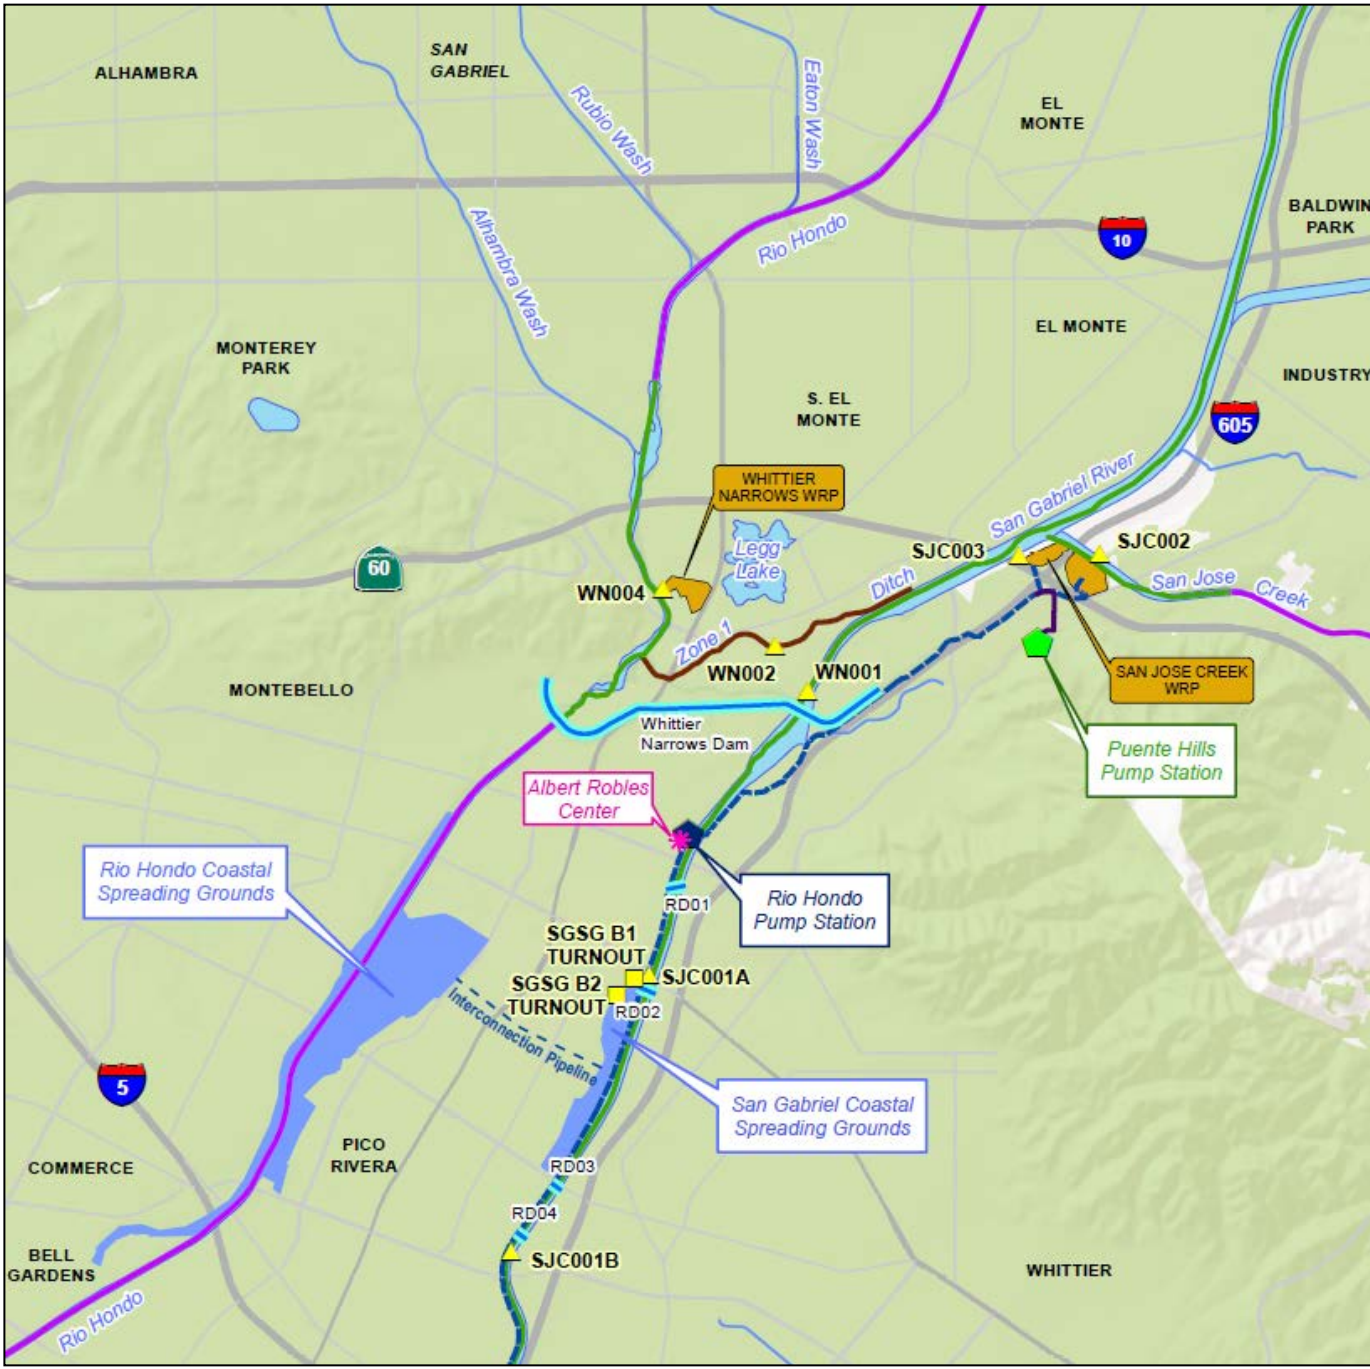 SAN
GABRIEL
ALHAMBRA
Rubio Wash
Eaton Wash
EL
MONTE
BALDWIN
PARK
Alhambra Wash
Rio Hondo
10
MONTEREY
PARK
EL MONTE
INDUSTRY
S. EL
MONTE
605
WHITTIER
NARROWS WRP
San Gabriel River
60
Legg
Lake
SJC003
SJC002
WN004
Ditch
San Jose Creek
Zone 1
WN002
WN001
SAN JOSE CREEK
WRP
MONTEBELLO
Whittier
Narrows Dam
Puente Hills
Pump Station
Albert Robles
Center
Rio Hondo Coastal
Spreading Grounds
Rio Hondo
Pump Station
RD01
SGSG B1
TURNOUT
SJC001A
SGSG B2
TURNOUT
RD02
Interconnection Pipeline
5
San Gabriel Coastal
Spreading Grounds
PICO
RIVERA
COMMERCE
RD03
RD04
BELL
GARDENS
SJC001B
WHITTIER
Rio Hondo